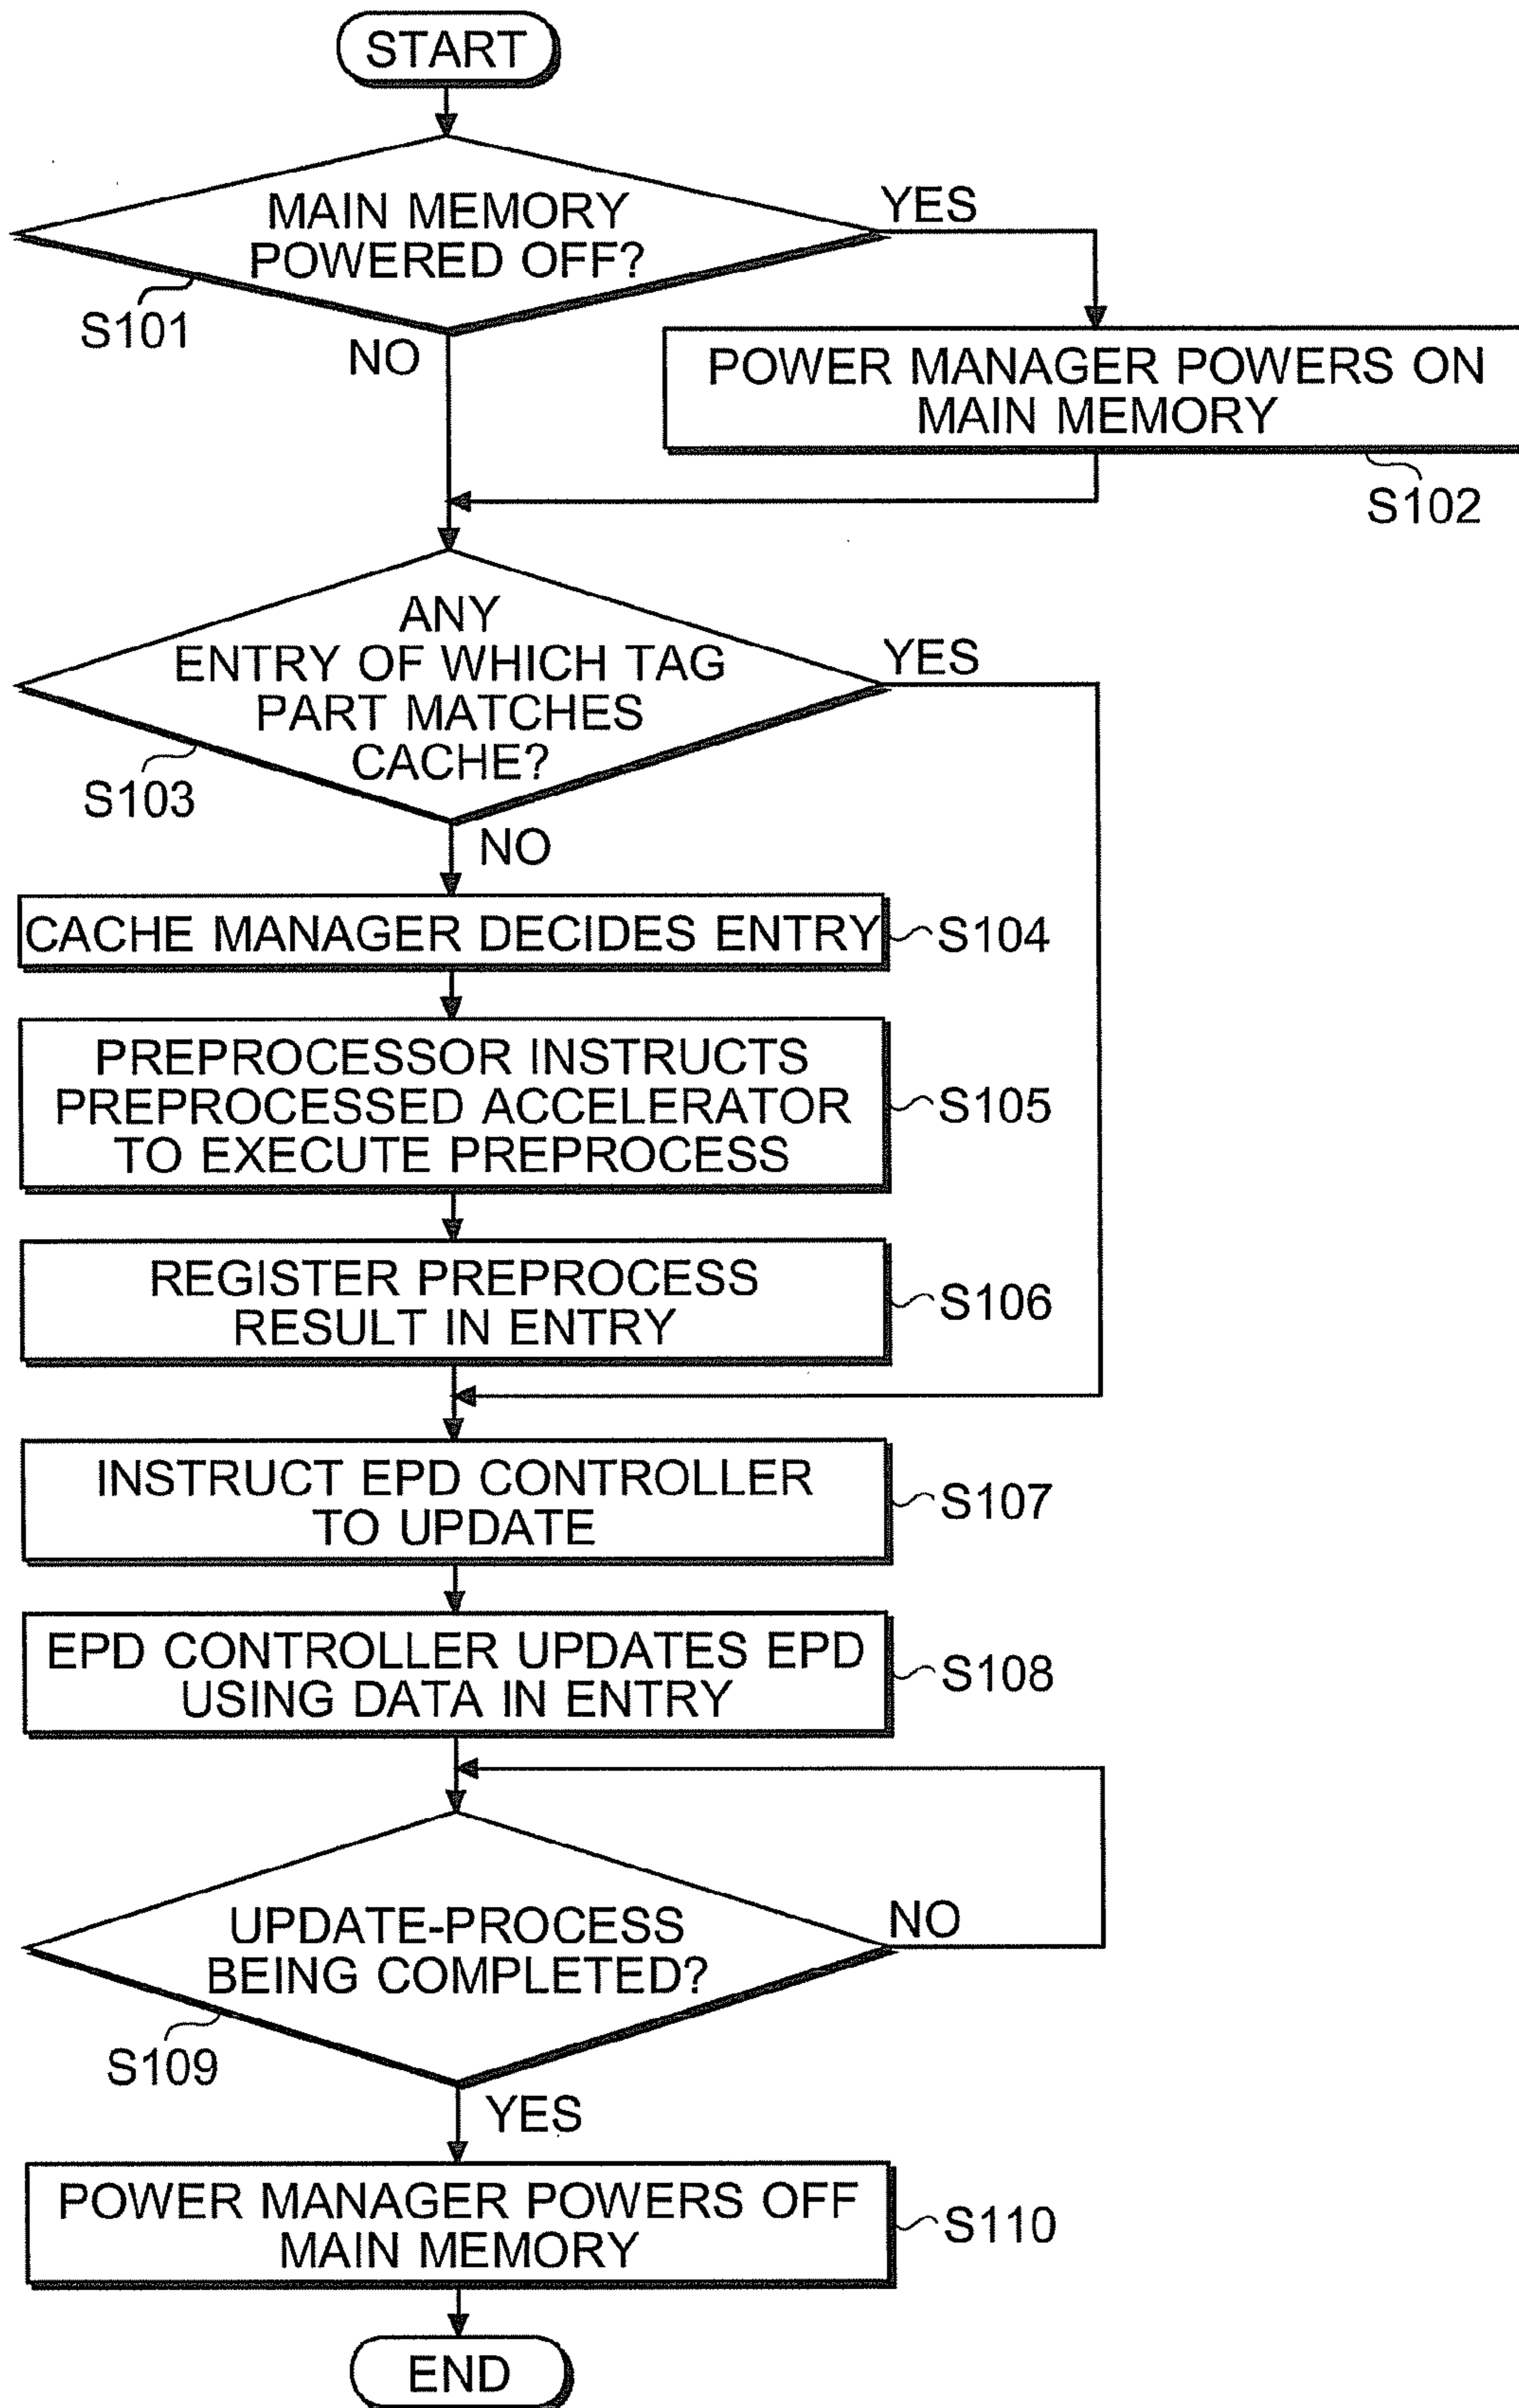 START
MAIN MEMORY
POWERED OFF?
YES
S101
NO
POWER MANAGER POWERS ON
MAIN MEMORY
S102
ANY
ENTRY OF WHICH TAG
PART MATCHES
CACHE?
YES
S103
NO
CACHE MANAGER DECIDES ENTRY
S104
PREPROCESSOR INSTRUCTS
PREPROCESSED ACCELERATOR
TO EXECUTE PREPROCESS
S105
REGISTER PREPROCESS
RESULT IN ENTRY
S106
INSTRUCT EPD CONTROLLER
TO UPDATE
S107
EPD CONTROLLER UPDATES EPD
USING DATA IN ENTRY
S108
UPDATE-PROCESS
BEING COMPLETED?
NO
S109
YES
POWER MANAGER POWERS OFF
MAIN MEMORY
S110
END